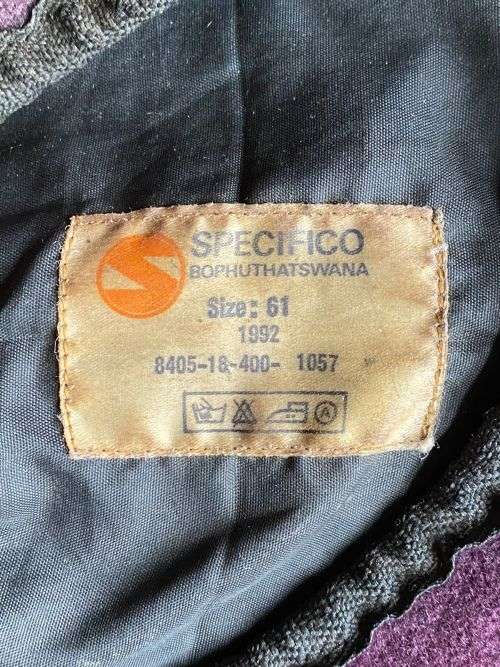 SPECIFICO
BOPHUTHATSWANA
Size: 61
1992
8405-18-400- 1057
A